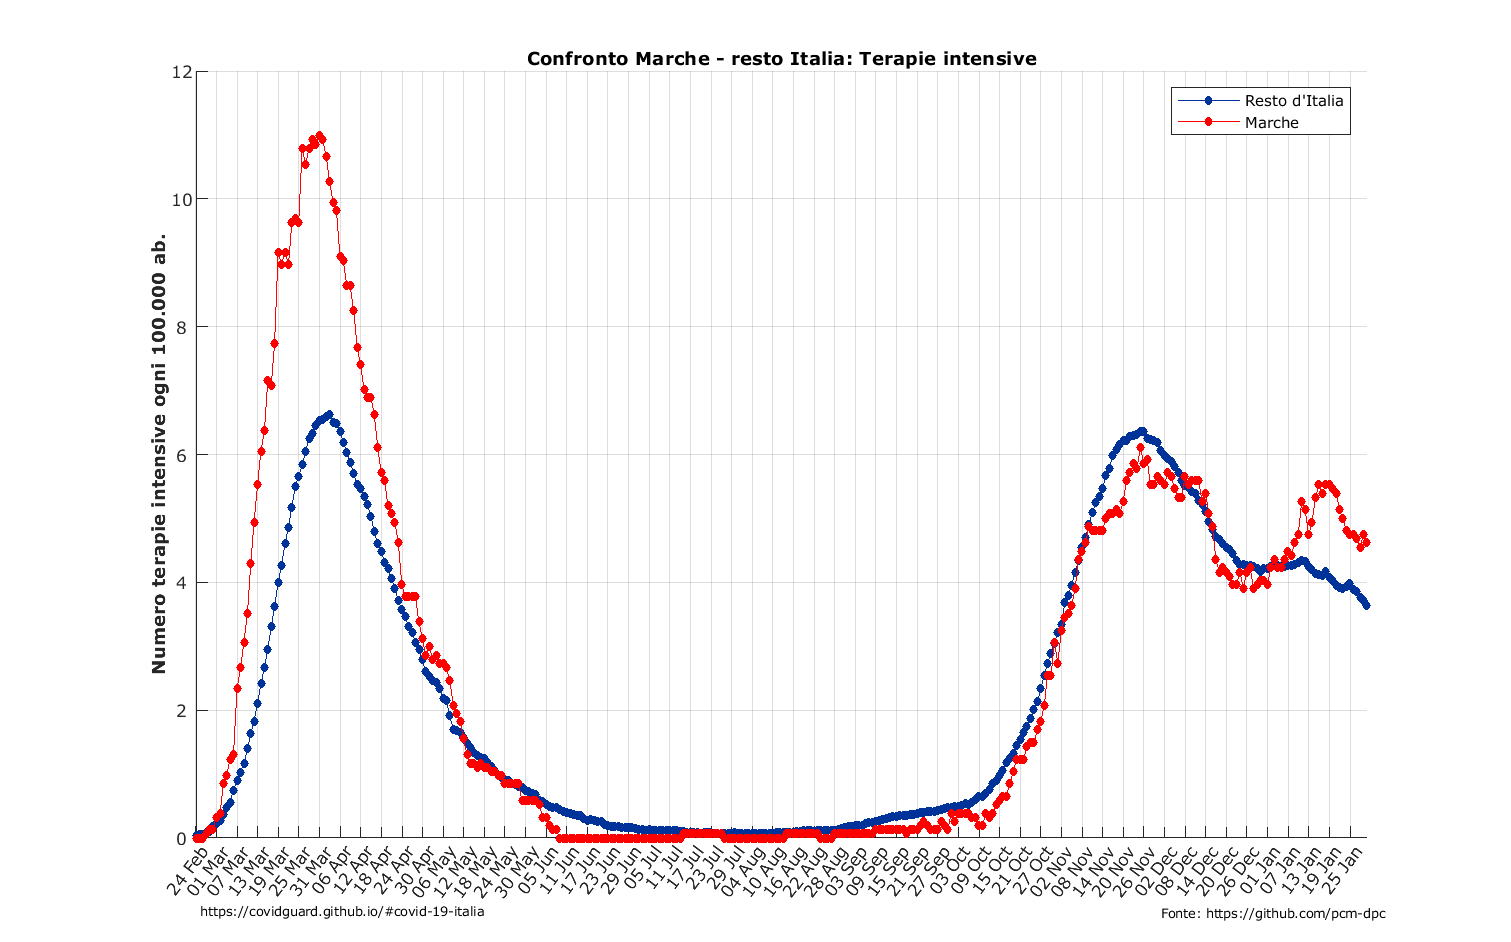 Confronto Marche - resto Italia: Terapie intensive
Resto d'Italia
Marche
Numero terapie intensive ogni 100.000 ab.
12
10
8
6
4
2
0
24 Feb
01 Mar
07 Mar
13 Mar
19 Mar
25 Mar
31 Mar
06 Apr
12 Apr
18 Apr
24 Apr
30 Apr
06 May
12 May
18 May
24 May
30 May
05 Jun
11 Jun
17 Jun
23 Jun
29 Jun
05 Jul
11 Jul
17 Jul
23 Jul
29 Jul
04 Aug
10 Aug
16 Aug
22 Aug
28 Aug
03 Sep
09 Sep
15 Sep
21 Sep
27 Sep
03 Oct
09 Oct
15 Oct
21 Oct
27 Oct
02 Nov
08 Nov
14 Nov
20 Nov
26 Nov
02 Dec
08 Dec
14 Dec
20 Dec
26 Dec
01 Jan
07 Jan
13 Jan
19 Jan
25 Jan
https://covidguard.github.io/#covid-19-italia
Fonte: https://github.com/pcm-dpc